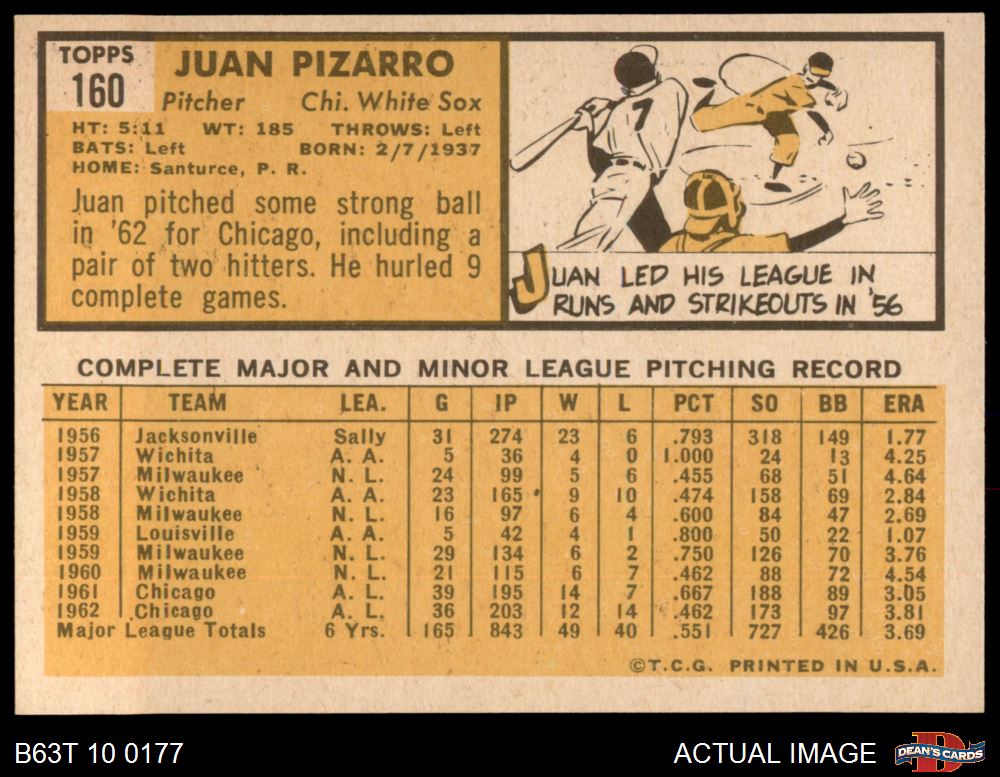 TOPPS
160
JUAN PIZARRO
Pitcher Chi. White Sox
HT: 5:11 WT: 185 THROWS: Left
BATS: Left BORN: 2/7/1937
HOME: Santurce, P. R.
Juan pitched some strong ball
in '62 for Chicago, including a
pair of two hitters. He hurled 9
complete games.
7
JUAN LED HIS LEAGUE IN
RUNS AND STRIKEOUTS IN '56
COMPLETE MAJOR AND MINOR LEAGUE PITCHING RECORD
YEAR TEAM LEA. G IP W L PCT SO BB ERA
1956 Jacksonville Sally 31 274 23 6 .793 318 149 1.77
1957 Wichita A. A. 5 36 4 0 1.000 24 13 4.25
1957 Milwaukee N. L. 24 99 5 6 .455 68 51 4.64
1958 Wichita A. A. 23 165 9 10 .474 158 69 2.84
1958 Milwaukee N. L. 16 97 6 4 .600 84 47 2.69
1959 Louisville A. A. 5 42 4 1 .800 50 22 1.07
1959 Milwaukee N. L. 29 134 6 2 .750 126 70 3.76
1960 Milwaukee N. L. 21 115 6 7 .462 88 72 4.54
1961 Chicago A. L. 39 195 14 7 .667 188 89 3.05
1962 Chicago A. L. 36 203 12 14 .462 173 97 3.81
Major League Totals 6 Yrs. 165 843 49 40 .551 727 426 3.69
©T.C.G. PRINTED IN U.S.A.
B63T 10 0177 ACTUAL IMAGE DEAN'S CARDS